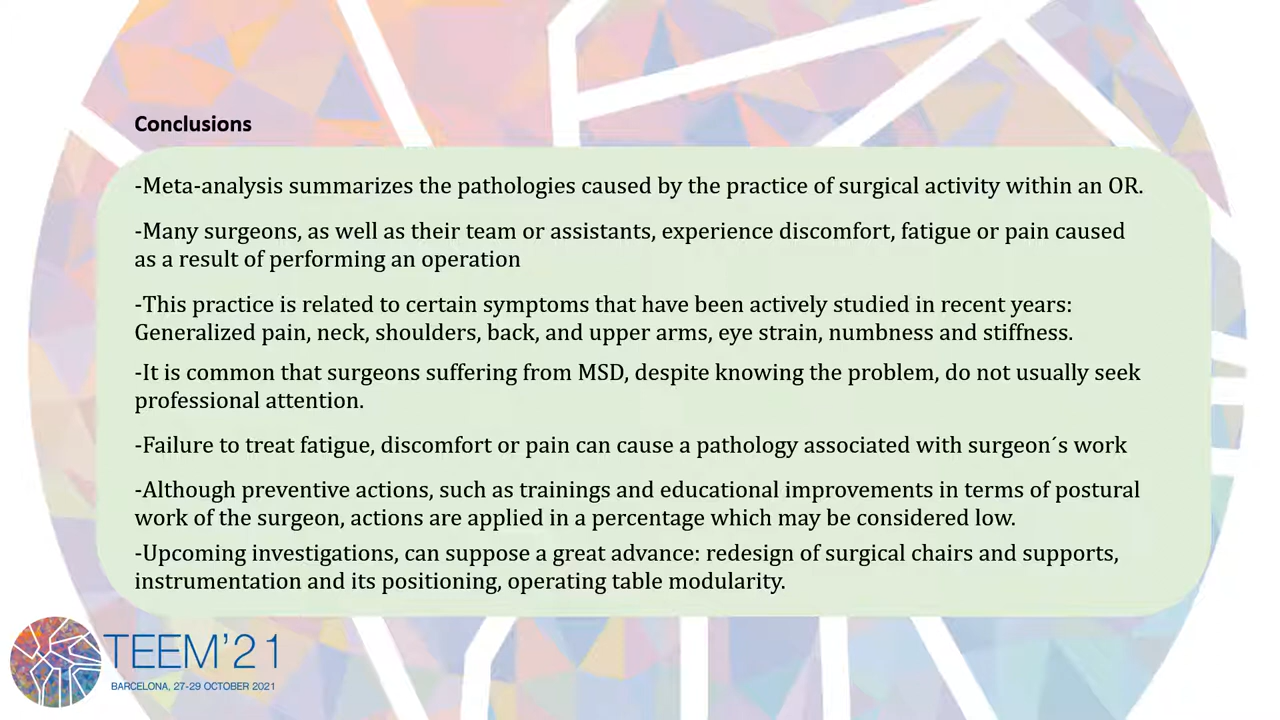 Conclusions
-Meta-analysis summarizes the pathologies caused by the practice of surgical activity within an OR.
-Many surgeons, as well as their team or assistants, experience discomfort, fatigue or pain caused
as a result of performing an operation
-This practice is related to certain symptoms that have been actively studied in recent years:
Generalized pain, neck, shoulders, back, and upper arms, eye strain, numbness and stiffness.
-It is common that surgeons suffering from MSD, despite knowing the problem, do not usually seek
professional attention.
-Failure to treat fatigue, discomfort or pain can cause a pathology associated with surgeon´s work
-Although preventive actions, such as trainings and educational improvements in terms of postural
work of the surgeon, actions are applied in a percentage which may be considered low.
-Upcoming investigations, can suppose a great advance: redesign of surgical chairs and supports,
instrumentation and its positioning, operating table modularity.
TEEM’21
BARCELONA, 27-29 OCTOBER 2021